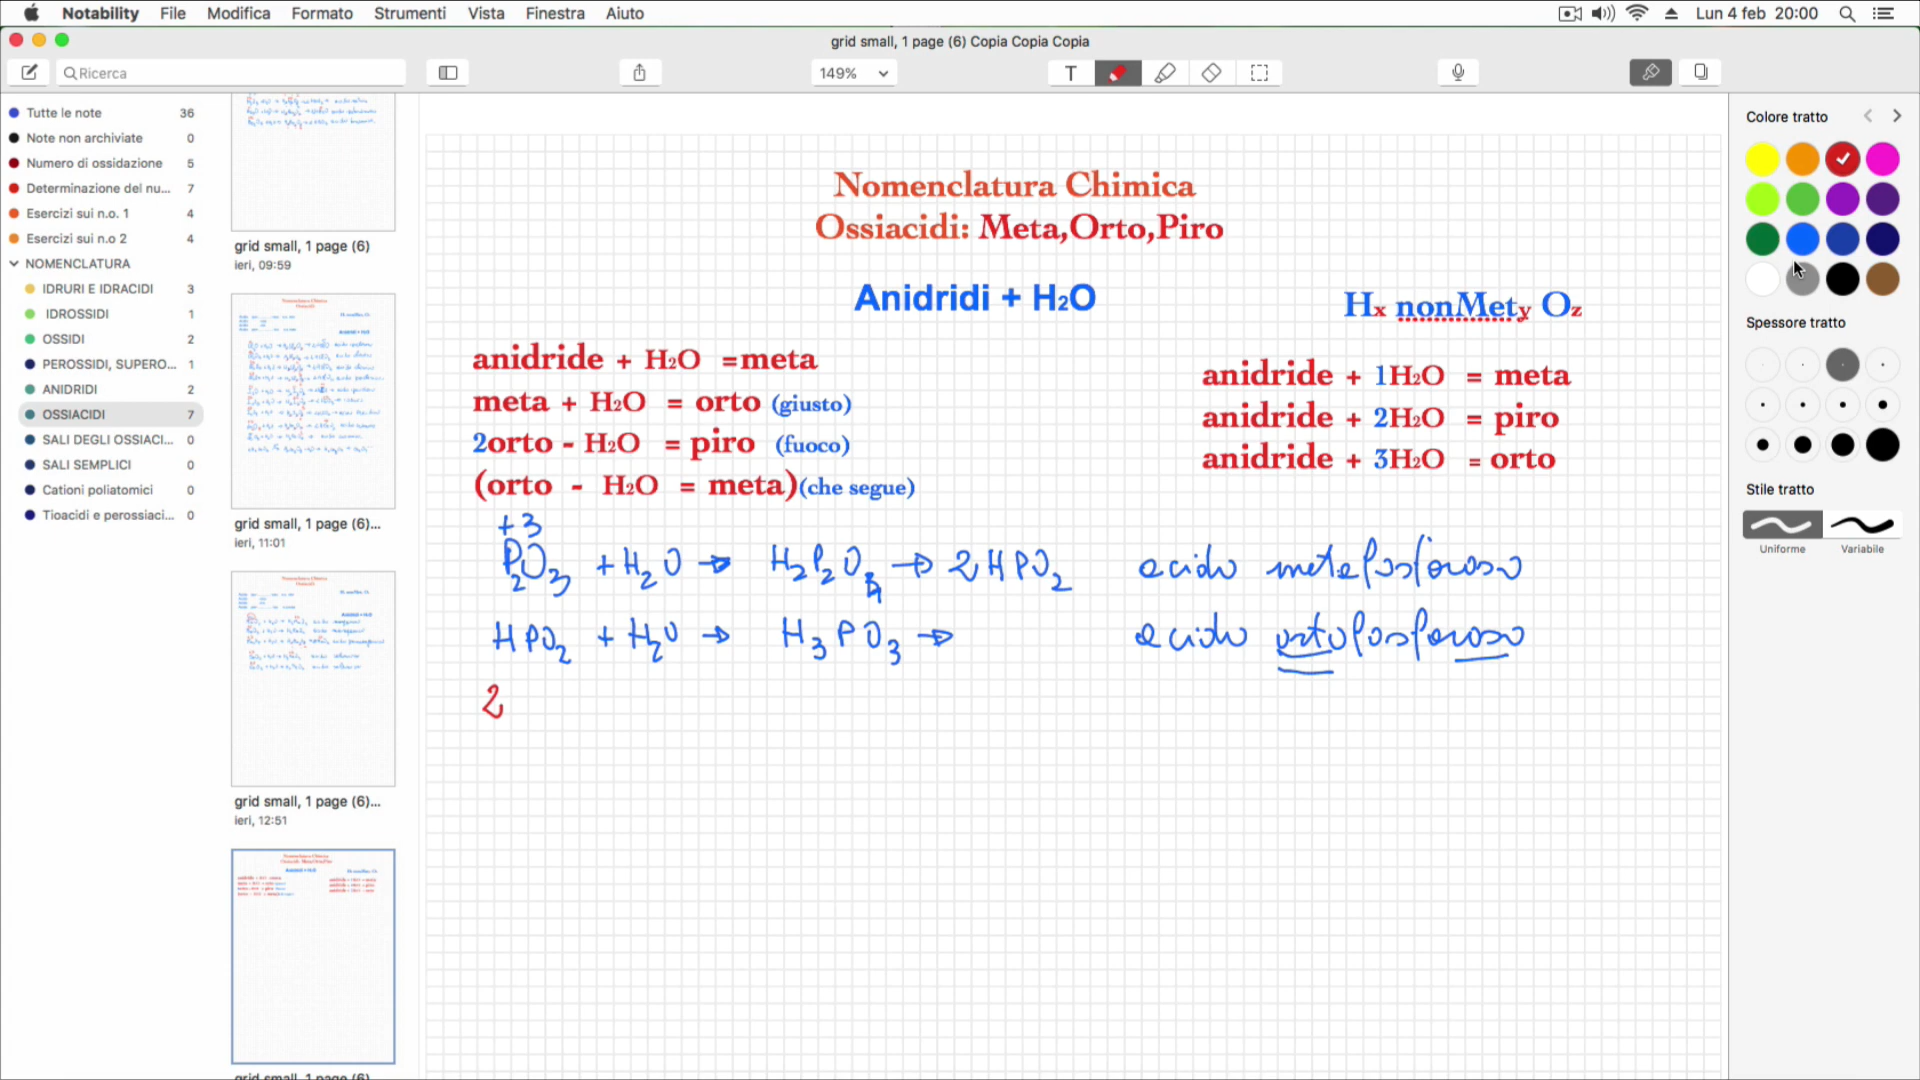 Notability File Modifica Formato Strumenti Vista Finestra Aiuto Lun 4 feb 20:00
grid small, 1 page (6) Copia Copia Copia
Ricerca 149% T
Tutte le note 36
Note non archiviate 0
Numero di ossidazione 5
Determinazione del nu... 7
Esercizi sui n.o. 1 4
Esercizi sui n.o 2 4
NOMENCLATURA
IDRURI E IDRACIDI 3
IDROSSIDI 1
OSSIDI 2
PEROSSIDI, SUPERO... 1
ANIDRIDI 2
OSSIACIDI 7
SALI DEGLI OSSIACI... 0
SALI SEMPLICI 0
Cationi poliatomici 0
Tioacidi e perossiaci... 0
grid small, 1 page (6)
ieri, 09:59
grid small, 1 page (6)...
ieri, 11:01
grid small, 1 page (6)...
ieri, 12:51
grid small, 1 page (6)
Nomenclatura Chimica
Ossiacidi: Meta,Orto,Piro
Anidridi + H2O
Hx nonMety Oz
anidride + H2O =meta
meta + H2O = orto (giusto)
2orto - H2O = piro (fuoco)
(orto - H2O = meta)(che segue)
anidride + 1H2O = meta
anidride + 2H2O = piro
anidride + 3H2O = orto
+3
P2O3 + H2O → H2P2O4 → 2HPO2 acido metafosforoso
HPO2 + H2O → H3PO3 → acido ortofosforoso
2
Colore tratto
Spessore tratto
Stile tratto
Uniforme Variabile